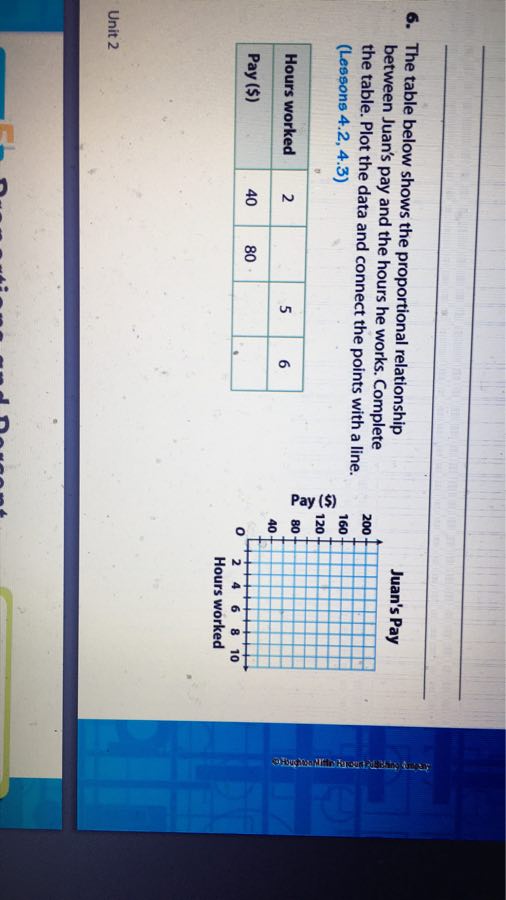 6. The table below shows the proportional relationship
between Juan's pay and the hours he works. Complete
the table. Plot the data and connect the points with a line.
(Lessons 4.2, 4.3)
Hours worked 2 5 6
Pay ($) 40 80
Juan's Pay
Pay ($)
200
160
120
80
40
O 2 4 6 8 10
Hours worked
Unit 2
© Houghton Mifflin Harcourt Publishing Company